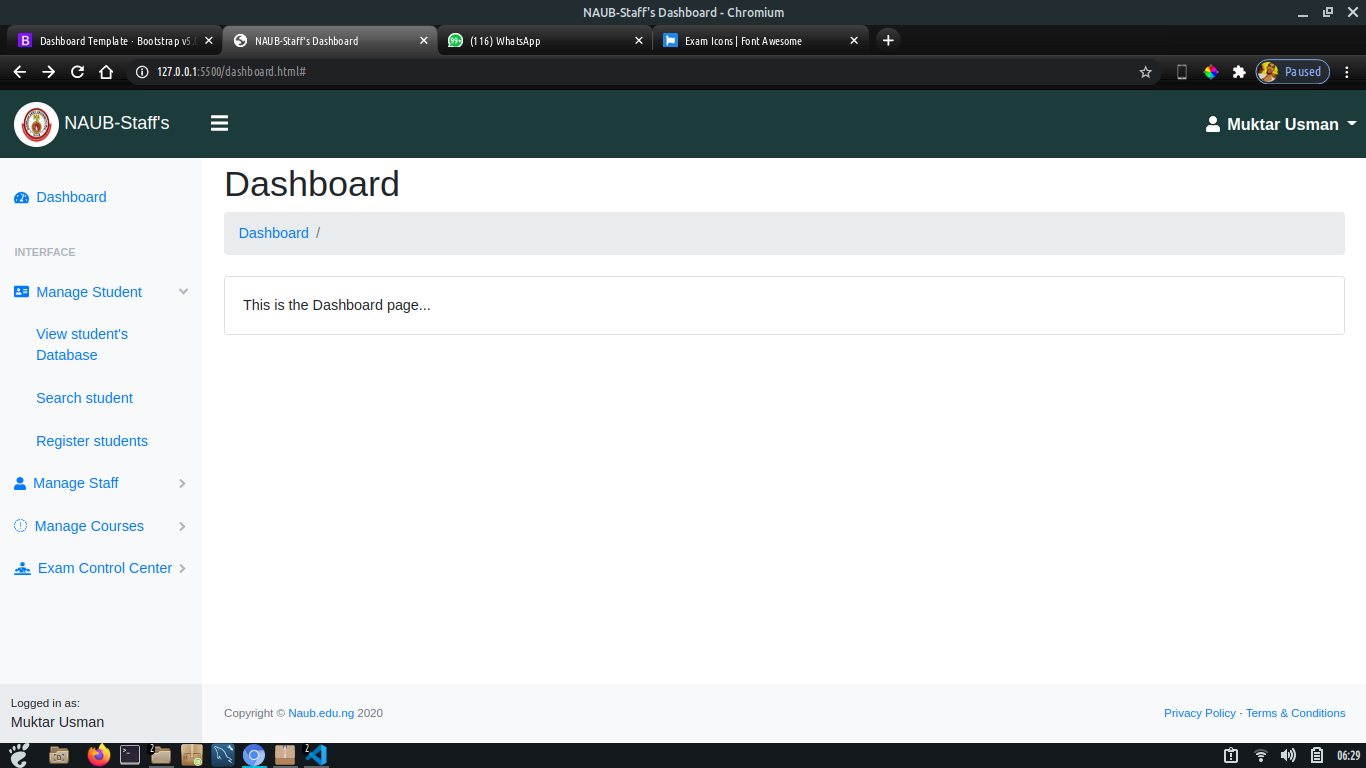 NAUB-Staff's Dashboard - Chromium
Dashboard Template · Bootstrap v5.
NAUB-Staff's Dashboard
(116) WhatsApp
Exam Icons | Font Awesome
127.0.0.1:5500/dashboard.html#
Paused
NAUB-Staff's
Muktar Usman
Dashboard
INTERFACE
Manage Student
View student's
Database
Search student
Register students
Manage Staff
Manage Courses
Exam Control Center
Logged in as:
Muktar Usman
Dashboard
Dashboard /
This is the Dashboard page...
Copyright © Naub.edu.ng 2020
Privacy Policy · Terms & Conditions
2
2
06:29